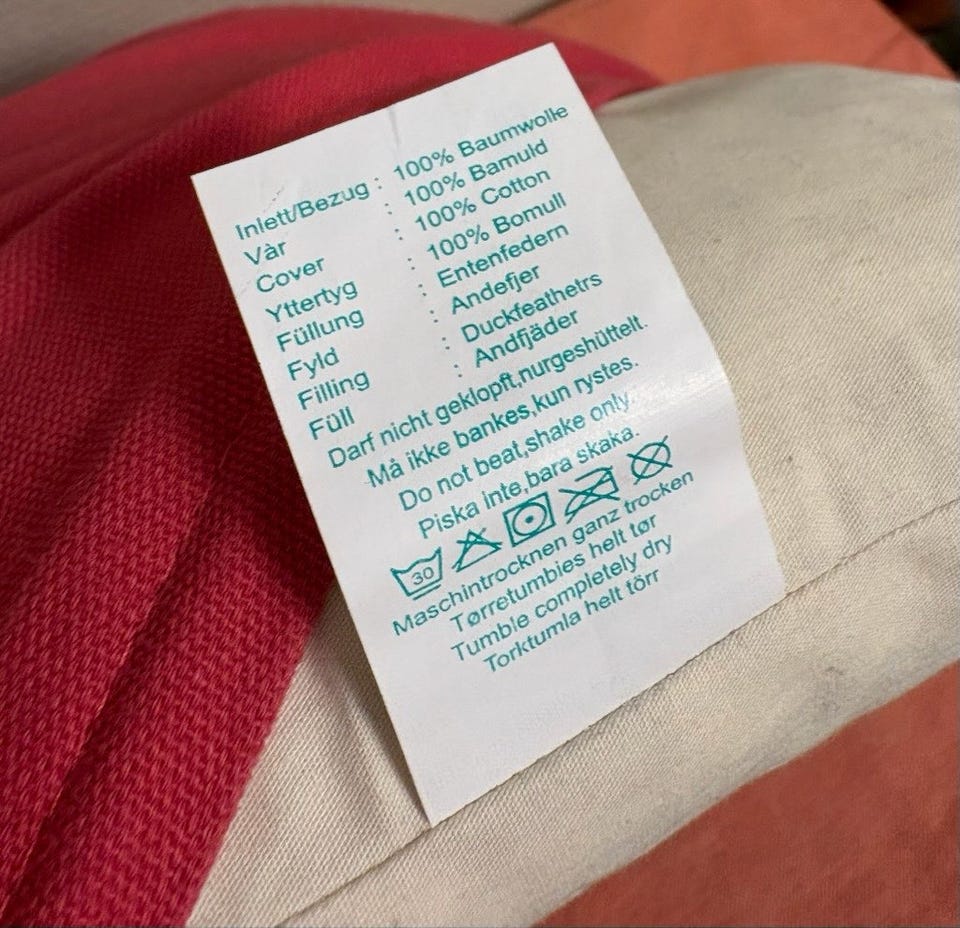 Inlett/Bezug : 100% Baumwolle
Vàr : 100% Bamuld
Cover : 100% Cotton
Yttertyg : 100% Bomull
Füllung : Entenfedern
Fyld : Andefjer
Filling : Duckfeathetrs
Füll : Andfjäder
Darf nicht geklopft,nurgeshüttelt.
Må ikke bankes,kun rystes.
Do not beat,shake only.
Piska inte,bara skaka.
30
Maschintrocknen ganz trocken
Tørretumbies helt tør
Tumble completely dry
Torktumla helt törr